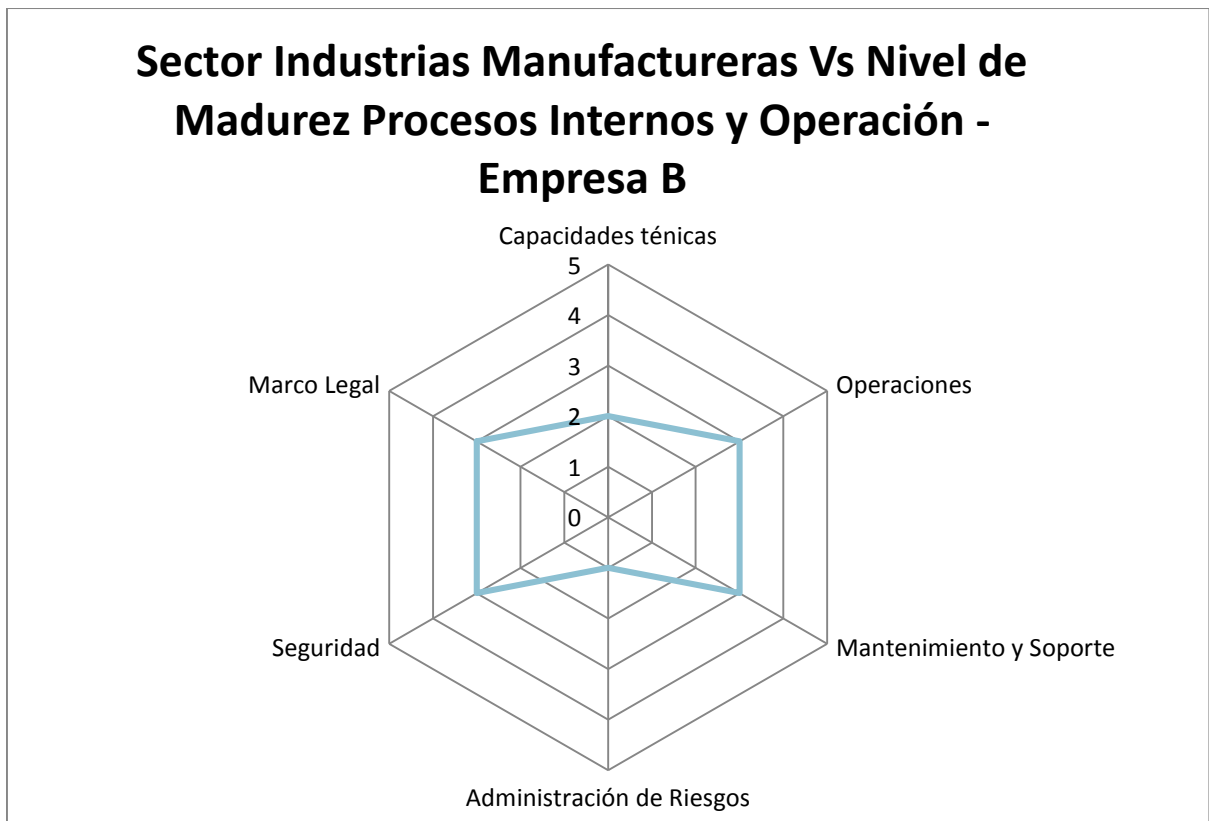 Sector Industrias Manufactureras Vs Nivel de
Madurez Procesos Internos y Operación -
Empresa B
Capacidades ténicas
5
4
3
2
1
0
Marco Legal
Operaciones
Seguridad
Mantenimiento y Soporte
Administración de Riesgos